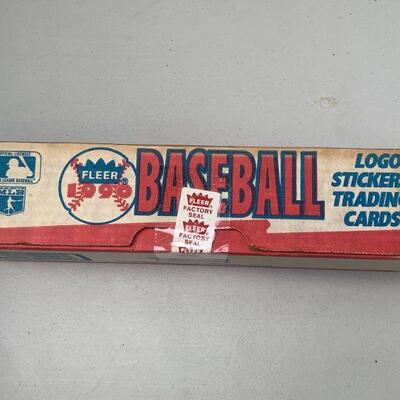 FLEER
1990
BASEBALL
LOGO
STICKERS
TRADING
CARDS
FLEER
FACTORY
SEAL
FLEER
FACTORY
SEAL